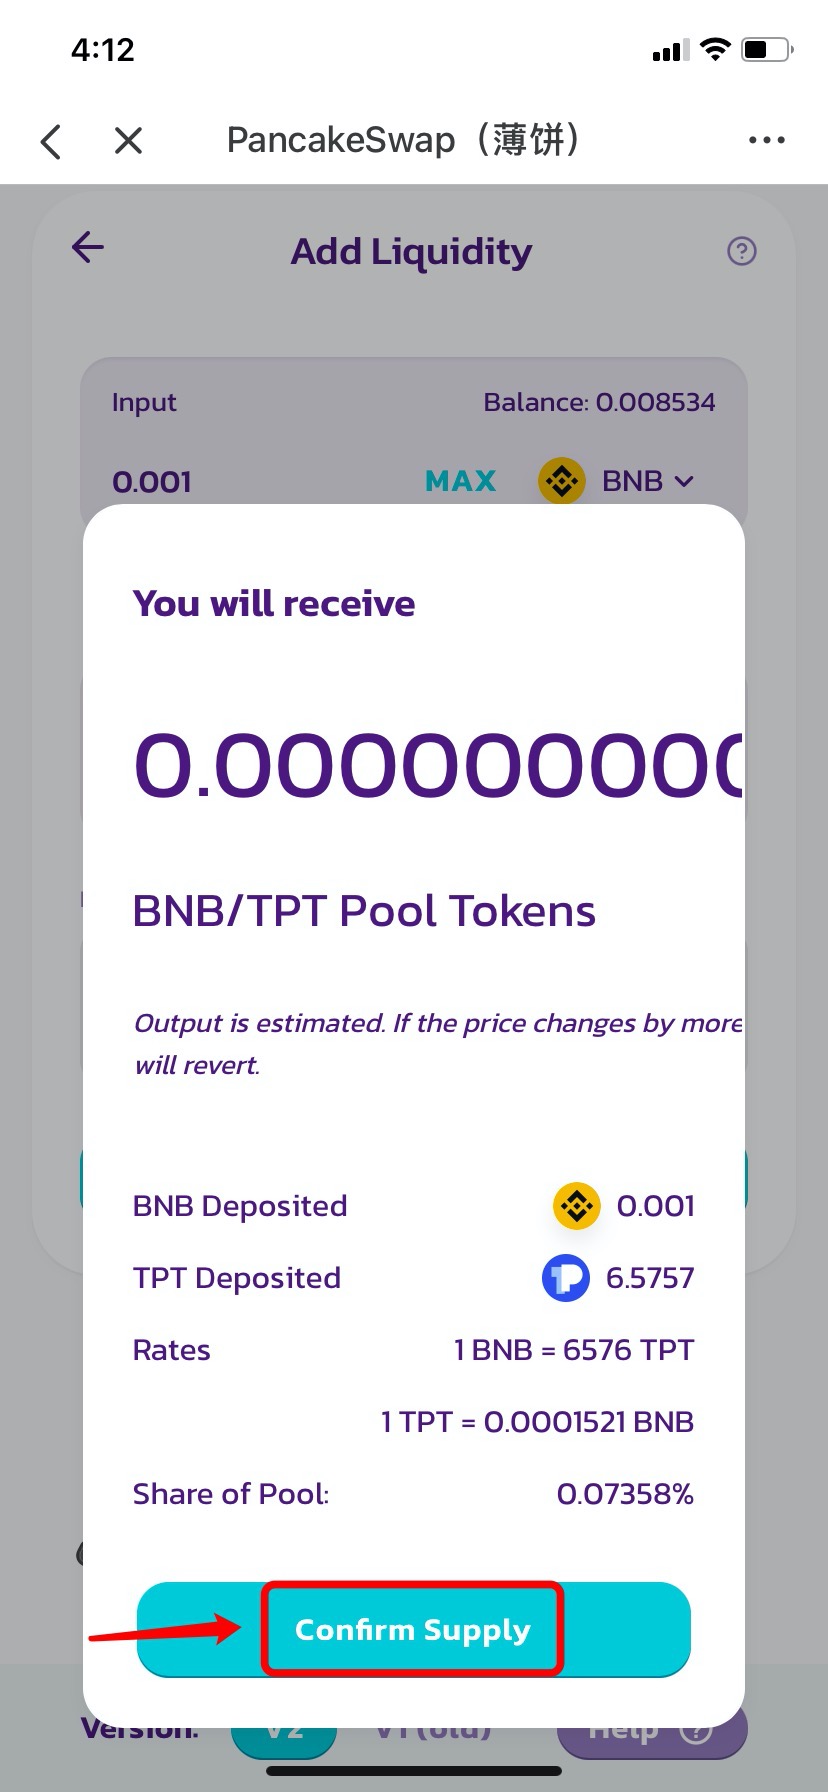 4:12
PancakeSwap（薄饼）
Add Liquidity
Input
Balance: 0.008534
0.001
MAX
BNB
You will receive
0.00000000
BNB/TPT Pool Tokens
Output is estimated. If the price changes by more
will revert.
BNB Deposited
0.001
TPT Deposited
6.5757
Rates
1 BNB = 6576 TPT
1 TPT = 0.0001521 BNB
Share of Pool:
0.07358%
Confirm Supply
Version:
V2
V1 (old)
Help